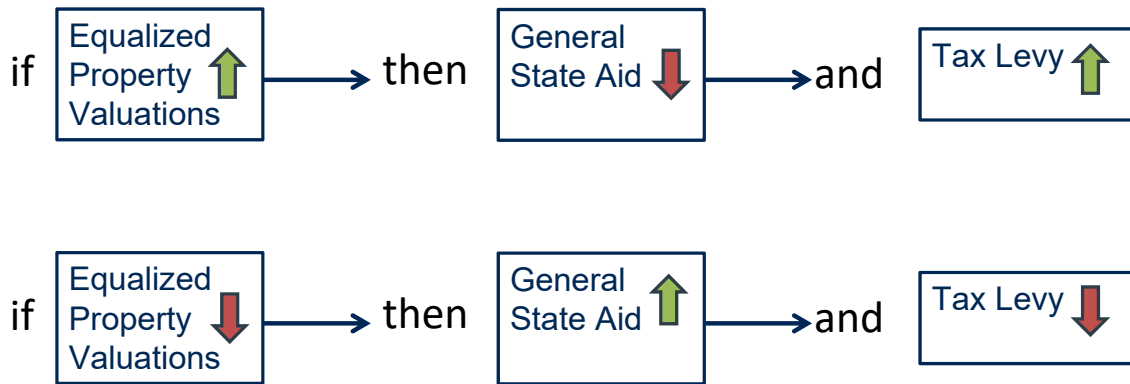 if
Equalized
Property
Valuations
then
General
State Aid
and
Tax Levy
if
Equalized
Property
Valuations
then
General
State Aid
and
Tax Levy